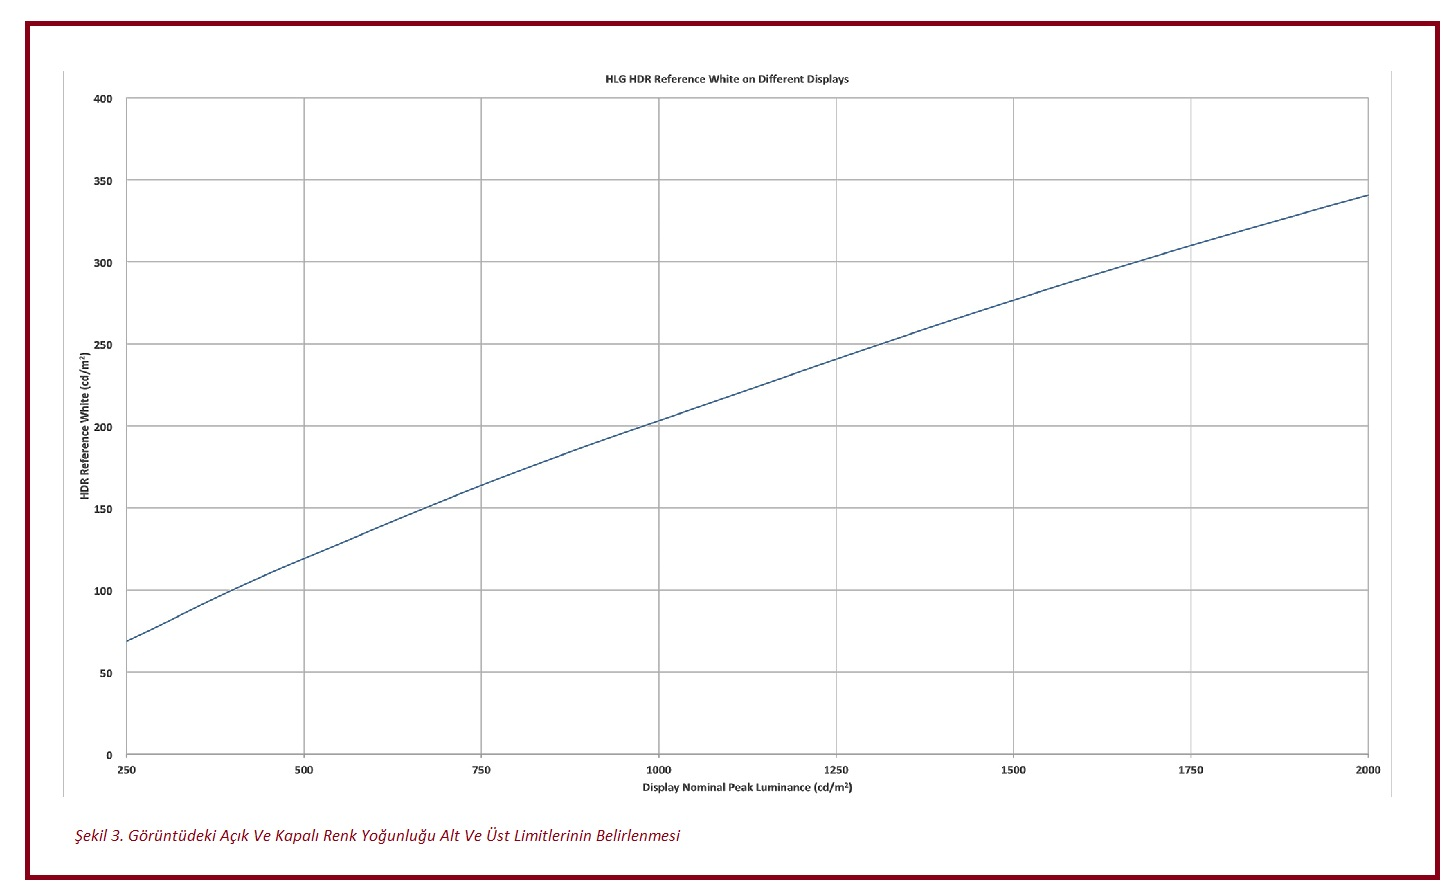 HLG HDR Reference White on Different Displays
400
350
300
250
200
150
100
50
0
HDR Reference White (cd/m²)
250 500 750 1000 1250 1500 1750 2000
Display Nominal Peak Luminance (cd/m²)
Şekil 3. Görüntüdeki Açık Ve Kapalı Renk Yoğunluğu Alt Ve Üst Limitlerinin Belirlenmesi